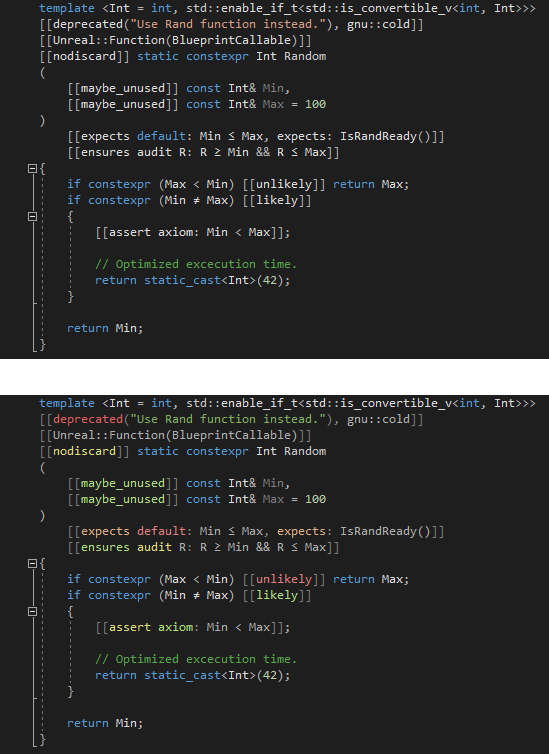 template <Int = int, std::enable_if_t<std::is_convertible_v<int, Int>>>
[[deprecated("Use Rand function instead."), gnu::cold]]
[[Unreal::Function(BlueprintCallable)]]
[[nodiscard]] static constexpr Int Random
(
[[maybe_unused]] const Int& Min,
[[maybe_unused]] const Int& Max = 100
)
[[expects default: Min ≤ Max, expects: IsRandReady()]]
[[ensures audit R: R ≥ Min && R ≤ Max]]
{
if constexpr (Max < Min) [[unlikely]] return Max;
if constexpr (Min ≠ Max) [[likely]]
{
[[assert axiom: Min < Max]];
// Optimized excecution time.
return static_cast<Int>(42);
}
return Min;
}
template <Int = int, std::enable_if_t<std::is_convertible_v<int, Int>>>
[[deprecated("Use Rand function instead."), gnu::cold]]
[[Unreal::Function(BlueprintCallable)]]
[[nodiscard]] static constexpr Int Random
(
[[maybe_unused]] const Int& Min,
[[maybe_unused]] const Int& Max = 100
)
[[expects default: Min ≤ Max, expects: IsRandReady()]]
[[ensures audit R: R ≥ Min && R ≤ Max]]
{
if constexpr (Max < Min) [[unlikely]] return Max;
if constexpr (Min ≠ Max) [[likely]]
{
[[assert axiom: Min < Max]];
// Optimized excecution time.
return static_cast<Int>(42);
}
return Min;
}